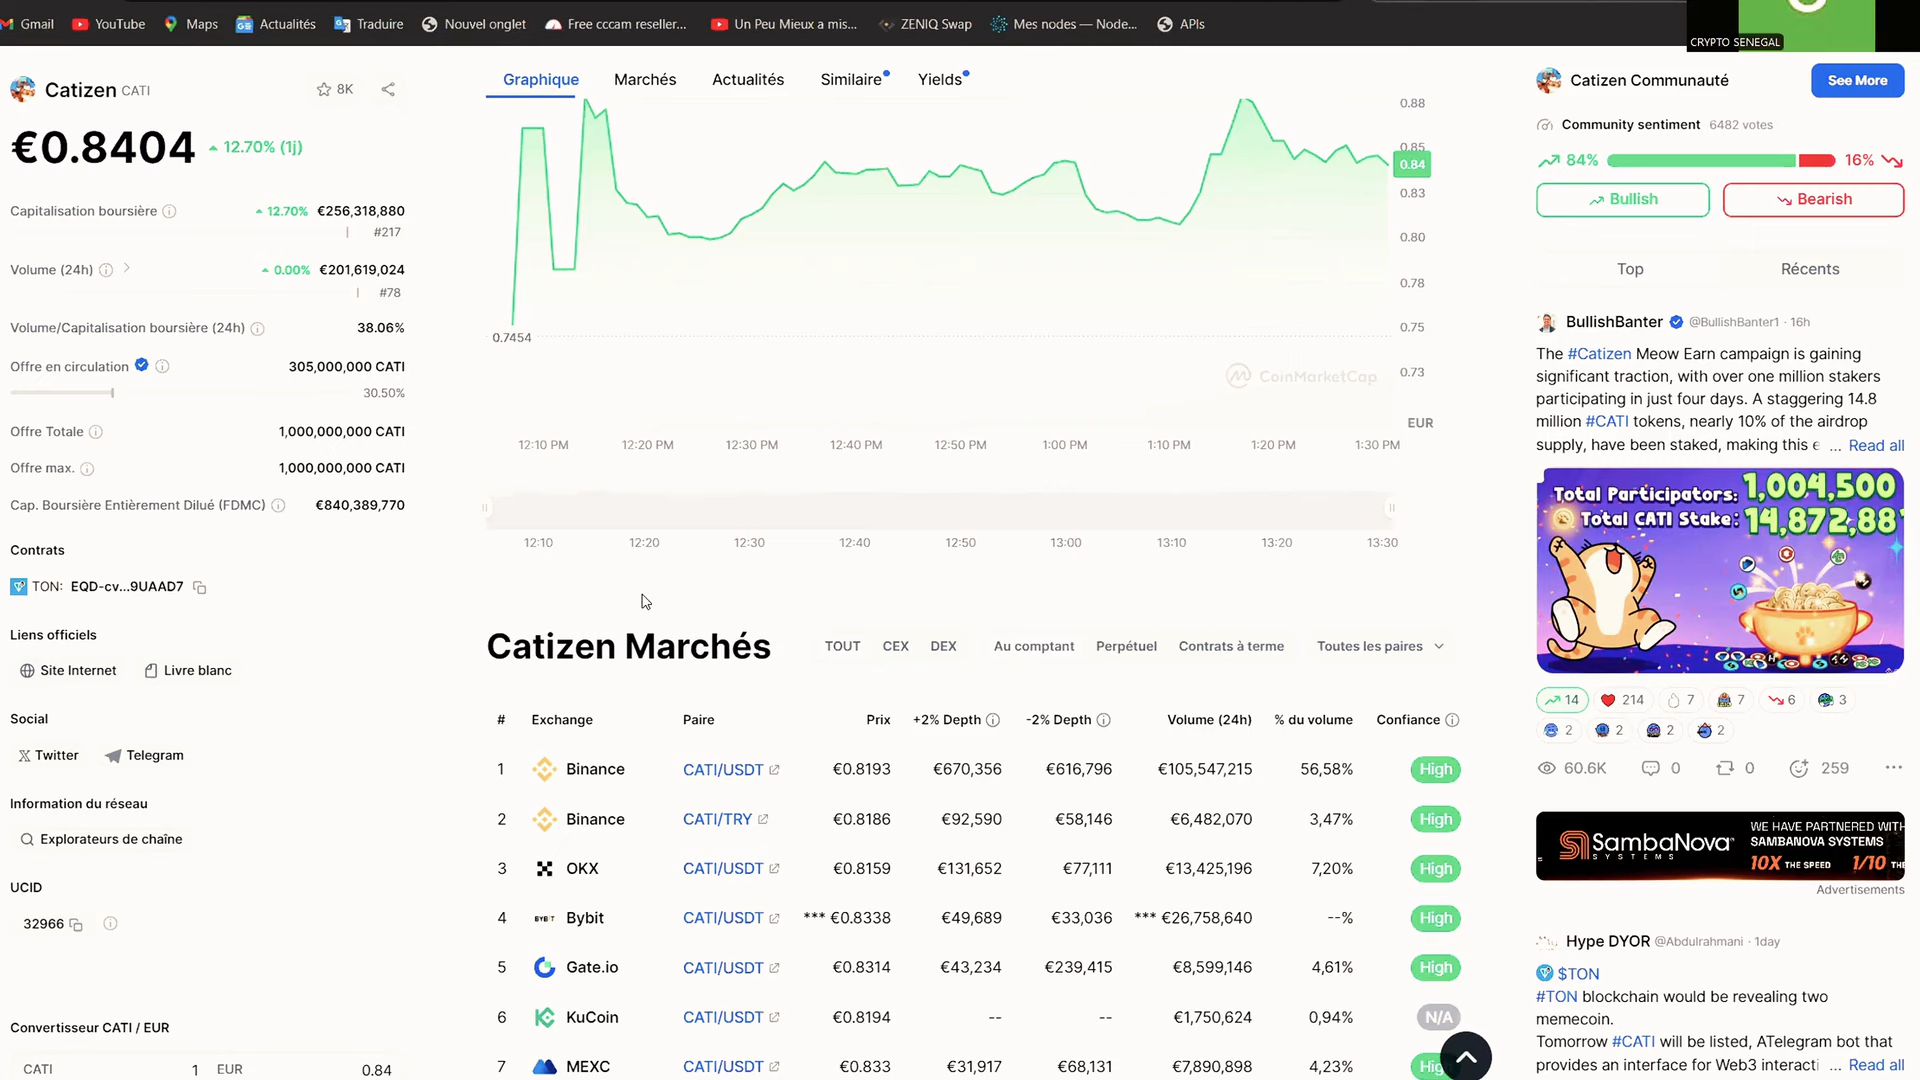 Gmail YouTube Maps Actualités Traduire Nouvel onglet Free cccam reseller... Un Peu Mieux a mis... ZENIQ Swap Mes nodes — Node... APIs
CRYPTO SENEGAL
Catizen CATI 8K
€0.8404 12.70% (1j)
Capitalisation boursière 12.70% €256,318,880
#217
Volume (24h) 0.00% €201,619,024
#78
Volume/Capitalisation boursière (24h) 38.06%
Offre en circulation 305,000,000 CATI
30.50%
Offre Totale 1,000,000,000 CATI
Offre max. 1,000,000,000 CATI
Cap. Boursière Entièrement Dilué (FDMC) €840,389,770
Contrats
TON: EQD-cv...9UAAD7
Liens officiels
Site Internet Livre blanc
Social
Twitter Telegram
Information du réseau
Explorateurs de chaîne
UCID
32966
Convertisseur CATI / EUR
CATI 1 EUR 0.84
Graphique Marchés Actualités Similaire Yields
0.88
0.85
0.84
0.83
0.80
0.78
0.75
0.7454
0.73
CoinMarketCap
EUR
12:10 PM 12:20 PM 12:30 PM 12:40 PM 12:50 PM 1:00 PM 1:10 PM 1:20 PM 1:30 PM
12:10 12:20 12:30 12:40 12:50 13:00 13:10 13:20 13:30
Catizen Marchés TOUT CEX DEX Au comptant Perpétuel Contrats à terme Toutes les paires
# Exchange Paire Prix +2% Depth -2% Depth Volume (24h) % du volume Confiance
1 Binance CATI/USDT €0.8193 €670,356 €616,796 €105,547,215 56,58% High
2 Binance CATI/TRY €0.8186 €92,590 €58,146 €6,482,070 3,47% High
3 OKX CATI/USDT €0.8159 €131,652 €77,111 €13,425,196 7,20% High
4 Bybit CATI/USDT *** €0.8338 €49,689 €33,036 *** €26,758,640 --% High
5 Gate.io CATI/USDT €0.8314 €43,234 €239,415 €8,599,146 4,61% High
6 KuCoin CATI/USDT €0.8194 -- -- €1,750,624 0,94% N/A
7 MEXC CATI/USDT €0.833 €31,917 €68,131 €7,890,898 4,23% High
Catizen Communauté See More
Community sentiment 6482 votes
84% 16%
Bullish Bearish
Top Récents
BullishBanter @BullishBanter1 · 16h
The #Catizen Meow Earn campaign is gaining
significant traction, with over one million stakers
participating in just four days. A staggering 14.8
million #CATI tokens, nearly 10% of the airdrop
supply, have been staked, making this e ... Read all
Total Participators: 1,004,500
Total CATI Stake: 14,872,88
14 214 7 7 6 3
2 2 2 2
60.6K 0 0 259 ...
SambaNova SYSTEMS
WE HAVE PARTNERED WITH
SAMBANOVA SYSTEMS
10X THE SPEED 1/10 THE
Advertisements
Hype DYOR @Abdulrahmani · 1day
$TON
#TON blockchain would be revealing two
memecoin.
Tomorrow #CATI will be listed, ATelegram bot that
provides an interface for Web3 interacti ... Read all